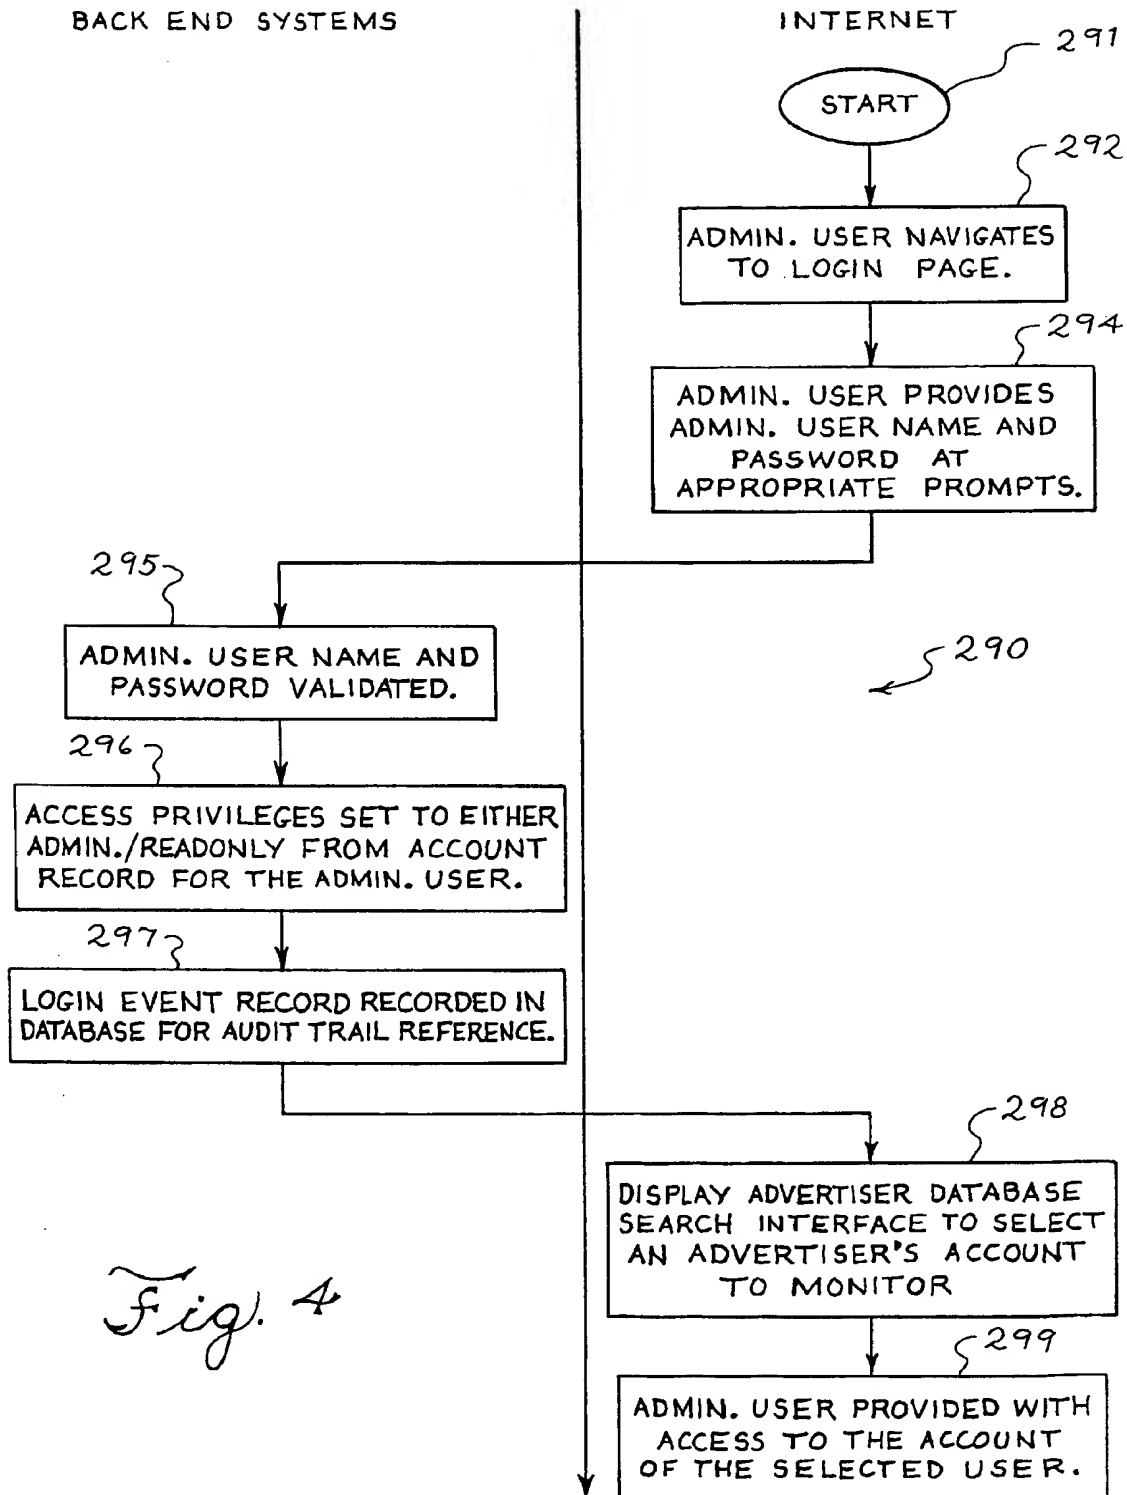 BACK END SYSTEMS
INTERNET
291
START
292
ADMIN. USER NAVIGATES
TO LOGIN PAGE.
294
ADMIN. USER PROVIDES
ADMIN. USER NAME AND
PASSWORD AT
APPROPRIATE PROMPTS.
295
ADMIN. USER NAME AND
PASSWORD VALIDATED.
290
296
ACCESS PRIVILEGES SET TO EITHER
ADMIN./READONLY FROM ACCOUNT
RECORD FOR THE ADMIN. USER.
297
LOGIN EVENT RECORD RECORDED IN
DATABASE FOR AUDIT TRAIL REFERENCE.
298
DISPLAY ADVERTISER DATABASE
SEARCH INTERFACE TO SELECT
AN ADVERTISER'S ACCOUNT
TO MONITOR
299
ADMIN. USER PROVIDED WITH
ACCESS TO THE ACCOUNT
OF THE SELECTED USER.
Fig. 4